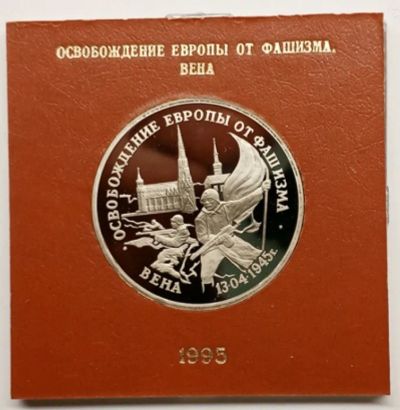 ОСВОБОЖДЕНИЕ ЕВРОПЫ ОТ ФАШИЗМА.
ВЕНА
· ОСВОБОЖДЕНИЕ ЕВРОПЫ ОТ ФАШИЗМА ·
ВЕНА
13·04·1945г.
1995